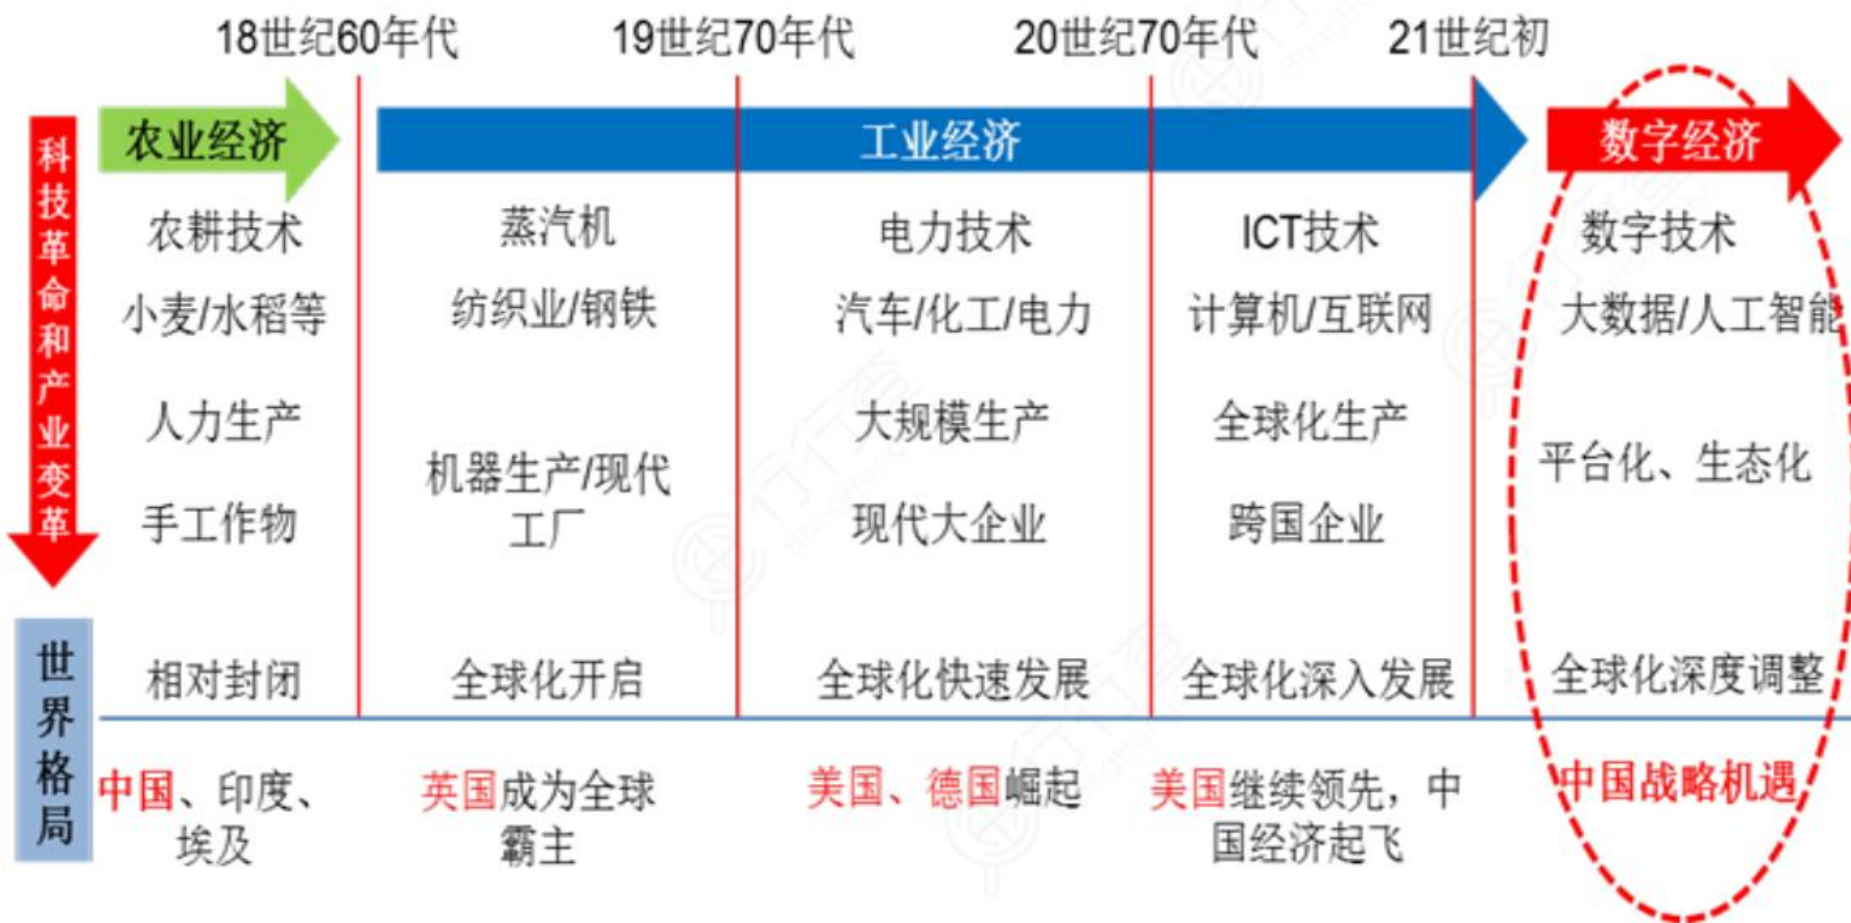 18世纪60年代
19世纪70年代
20世纪70年代
21世纪初
科技革命和产业变革
农业经济
工业经济
数字经济
农耕技术
蒸汽机
电力技术
ICT技术
数字技术
小麦/水稻等
纺织业/钢铁
汽车/化工/电力
计算机/互联网
大数据/人工智能
人力生产
机器生产/现代
工厂
大规模生产
全球化生产
平台化、生态化
手工作物
现代大企业
跨国企业
世界格局
相对封闭
全球化开启
全球化快速发展
全球化深入发展
全球化深度调整
中国、印度、
埃及
英国成为全球
霸主
美国、德国崛起
美国继续领先，中
国经济起飞
中国战略机遇
行行查
行行查
行行查